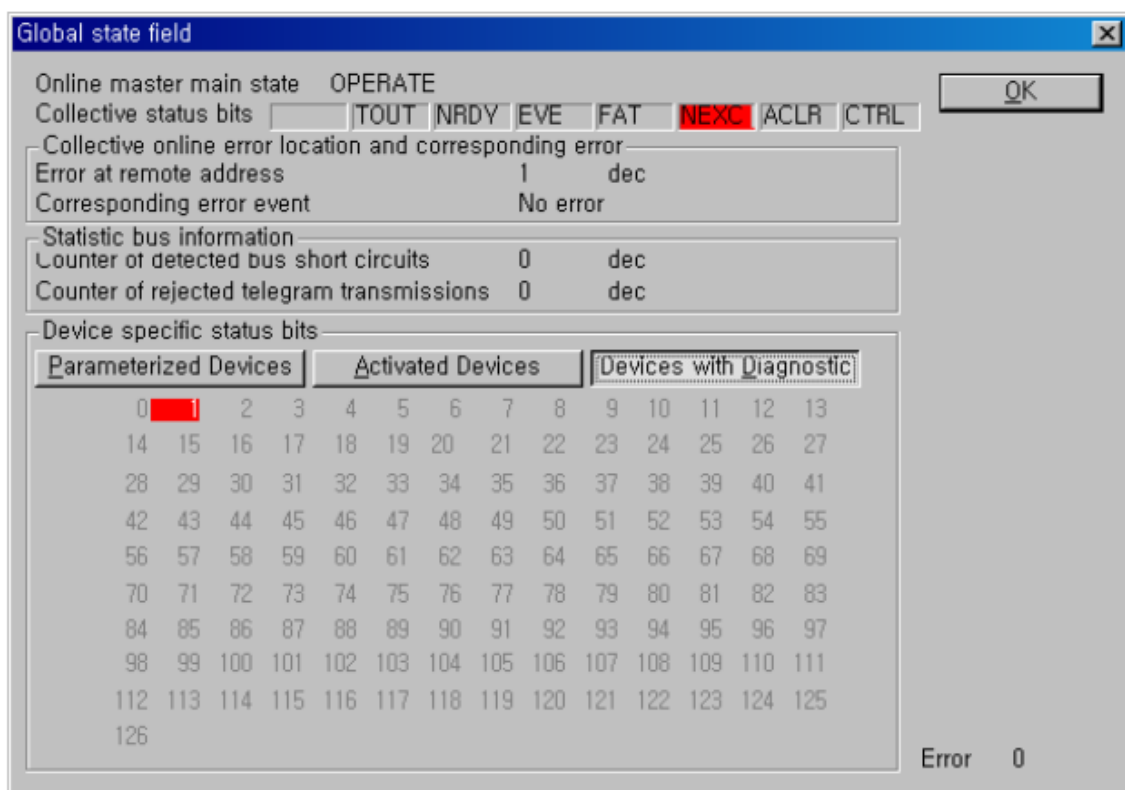 Global state field
Online master main state OPERATE
OK
Collective status bits TOUT NRDY EVE FAT NEXC ACLR CTRL
Collective online error location and corresponding error
Error at remote address 1 dec
Corresponding error event No error
Statistic bus information
Counter of detected bus short circuits 0 dec
Counter of rejected telegram transmissions 0 dec
Device specific status bits
Parameterized Devices Activated Devices Devices with Diagnostic
0 1 2 3 4 5 6 7 8 9 10 11 12 13
14 15 16 17 18 19 20 21 22 23 24 25 26 27
28 29 30 31 32 33 34 35 36 37 38 39 40 41
42 43 44 45 46 47 48 49 50 51 52 53 54 55
56 57 58 59 60 61 62 63 64 65 66 67 68 69
70 71 72 73 74 75 76 77 78 79 80 81 82 83
84 85 86 87 88 89 90 91 92 93 94 95 96 97
98 99 100 101 102 103 104 105 106 107 108 109 110 111
112 113 114 115 116 117 118 119 120 121 122 123 124 125
126
Error 0